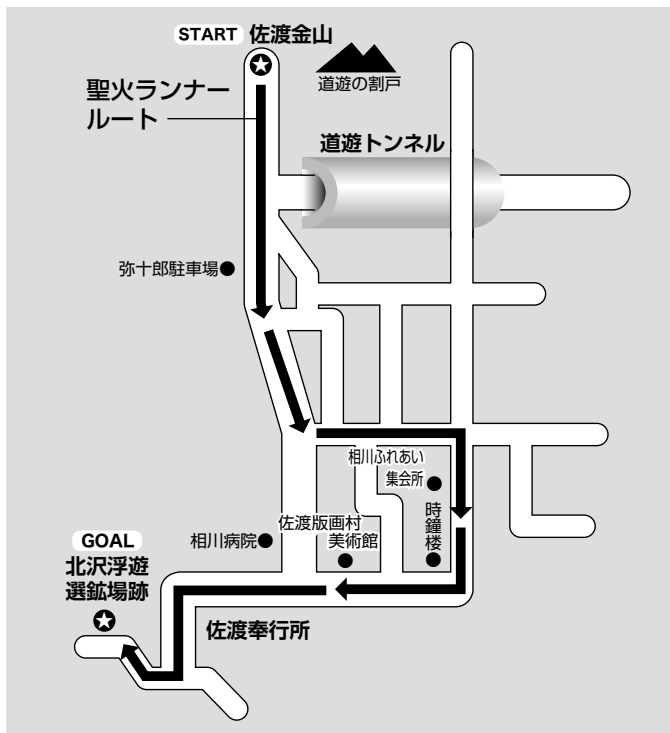 START 佐渡金山
道遊の割戸
聖火ランナー
ルート
道遊トンネル
弥十郎駐車場
相川ふれあい
集会所
時鐘楼
佐渡版画村
美術館
相川病院
GOAL
北沢浮遊
選鉱場跡
佐渡奉行所